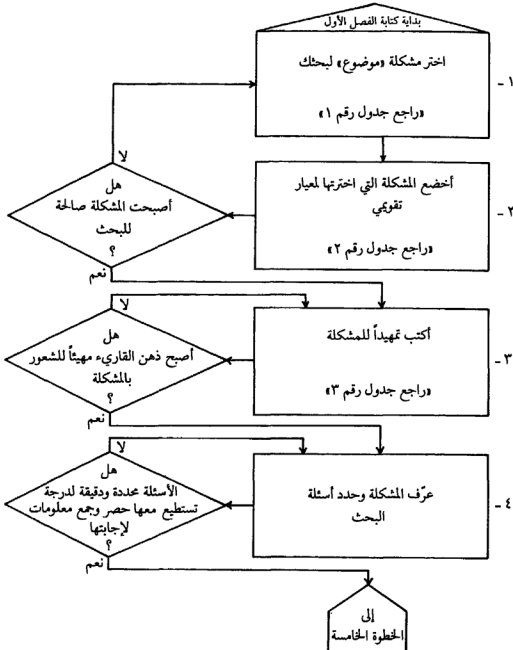 بداية كتابة الفصل الأول
١ -
اختر مشكلة «موضوع» لبحثك
«راجع جدول رقم ١»
لا
٢ -
أخضع المشكلة التي اخترتها لمعيار
تقويمي
«راجع جدول رقم ٢»
هل
أصبحت المشكلة صالحة
للبحث
؟
نعم
لا
٣ -
أكتب تمهيداً للمشكلة
«راجع جدول رقم ٣»
هل
أصبح ذهن القاريء مهيئاً للشعور
بالمشكلة
؟
نعم
لا
٤ -
عرّف المشكلة وحدد أسئلة
البحث
هل
الأسئلة محددة ودقيقة لدرجة
تستطيع معها حصر وجمع معلومات
لإجابتها
؟
نعم
إلى
الخطوة الخامسة